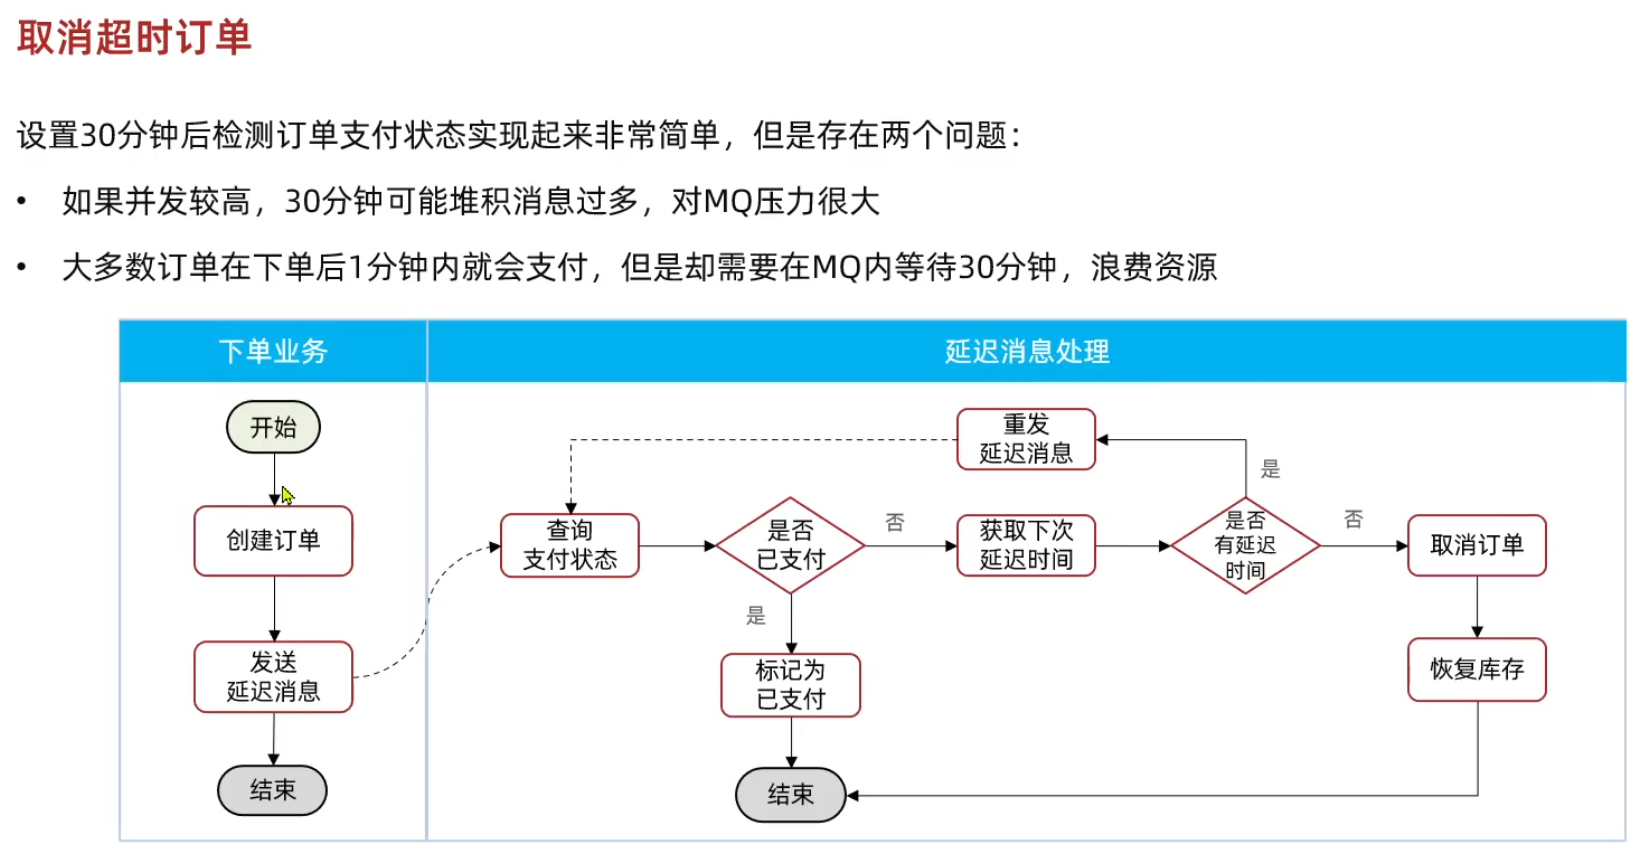 取消超时订单
设置30分钟后检测订单支付状态实现起来非常简单，但是存在两个问题：
• 如果并发较高，30分钟可能堆积消息过多，对MQ压力很大
• 大多数订单在下单后1分钟内就会支付，但是却需要在MQ内等待30分钟，浪费资源
下单业务
延迟消息处理
开始
创建订单
发送
延迟消息
结束
重发
延迟消息
查询
支付状态
是否
已支付
否
获取下次
延迟时间
是否
有延迟
时间
是
否
取消订单
恢复库存
是
标记为
已支付
结束